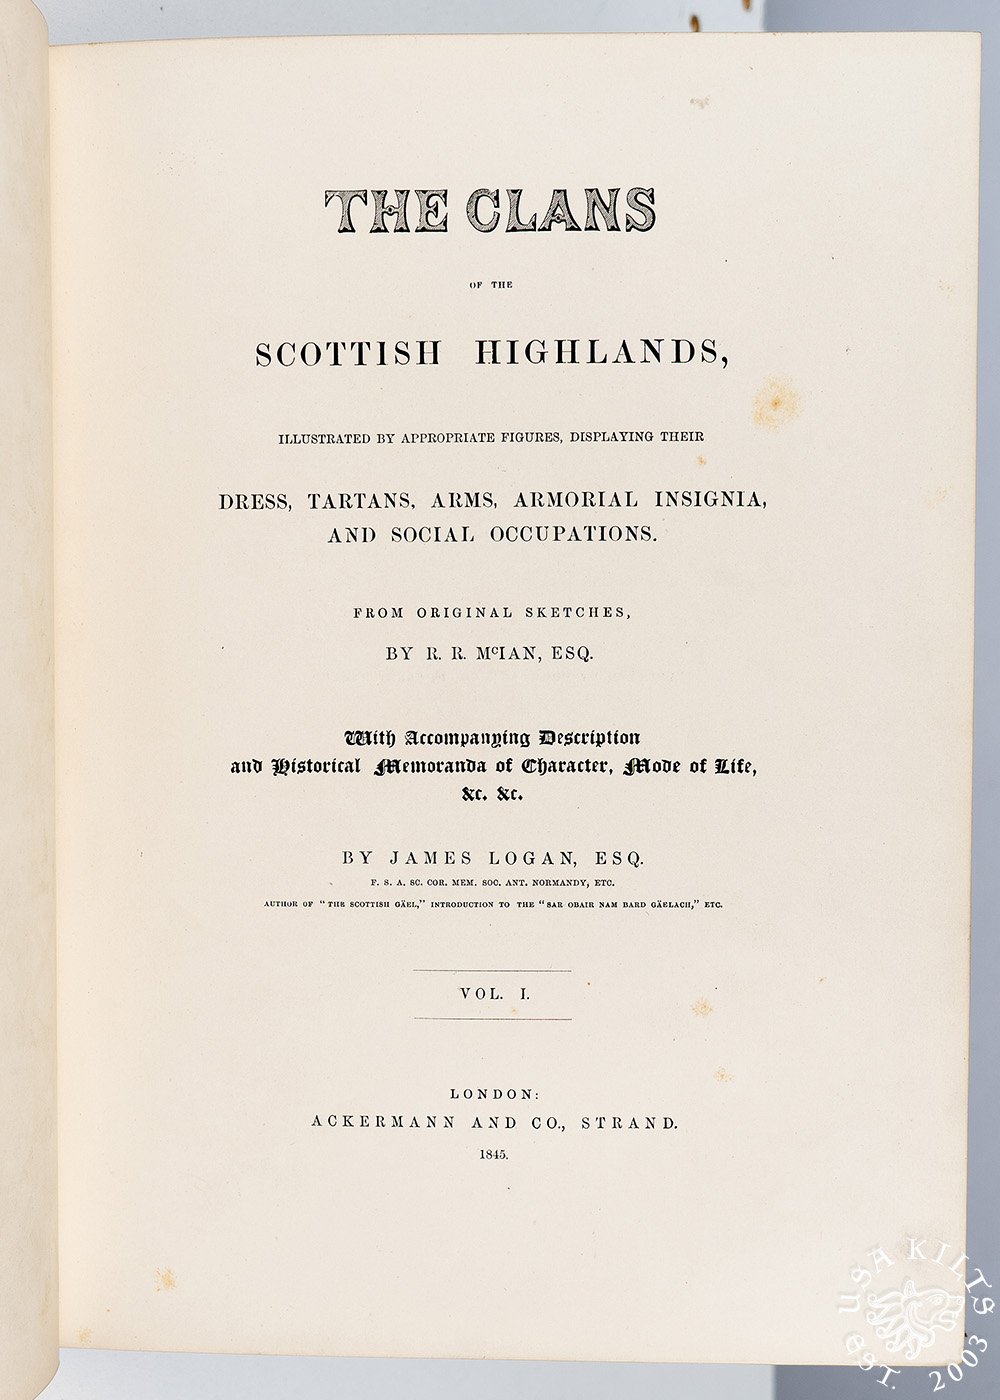 THE CLANS
OF THE
SCOTTISH HIGHLANDS,
ILLUSTRATED BY APPROPRIATE FIGURES, DISPLAYING THEIR
DRESS, TARTANS, ARMS, ARMORIAL INSIGNIA,
AND SOCIAL OCCUPATIONS.
FROM ORIGINAL SKETCHES,
BY R. R. McIAN, ESQ.
With Accompanying Description
and Historical Memoranda of Character, Mode of Life,
&c. &c.
BY JAMES LOGAN, ESQ.
F. S. A. SC. COR. MEM. SOC. ANT. NORMANDY, ETC.
AUTHOR OF "THE SCOTTISH GÄEL," INTRODUCTION TO THE "SAR OBAIR NAM BARD GÄELACH," ETC.
VOL. I.
LONDON:
ACKERMANN AND CO., STRAND.
1845.
USA KILTS
EST. 2003